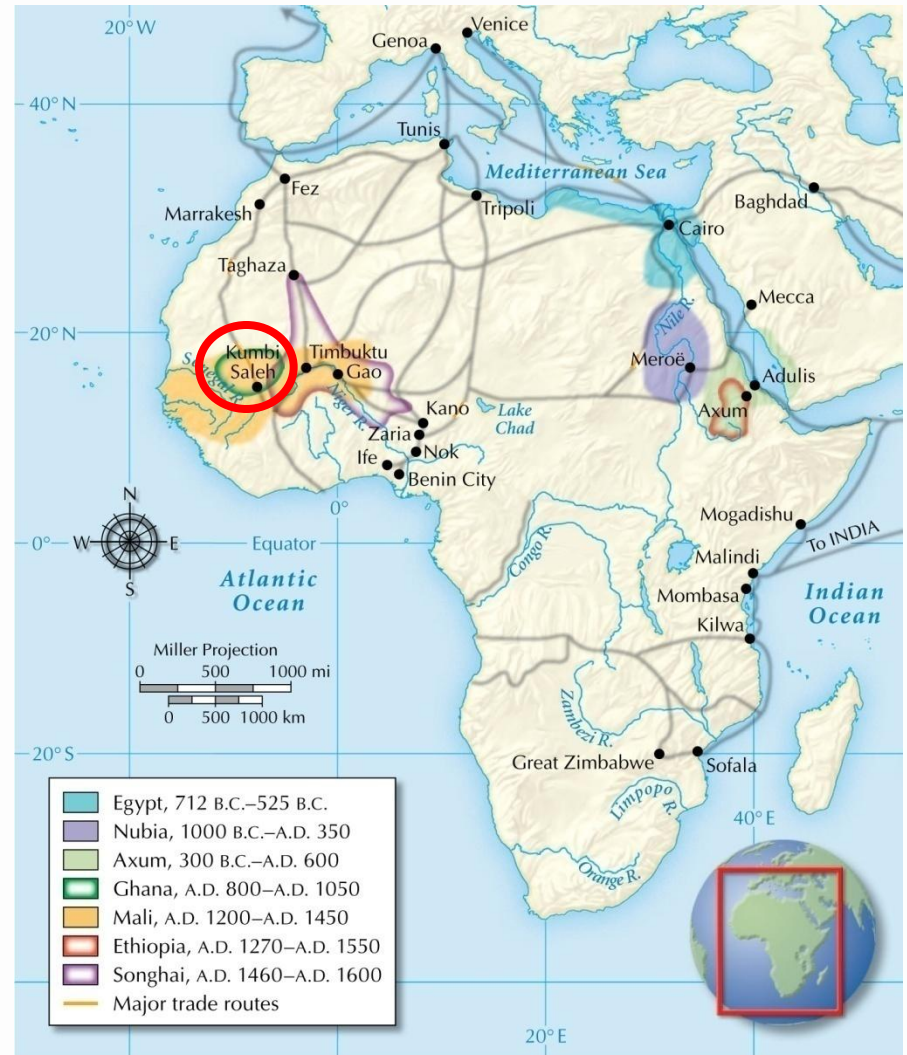 20°W
Venice
Genoa
40°N
Tunis
Mediterranean Sea
Fez
Marrakesh
Tripoli
Baghdad
Cairo
Taghaza
Mecca
20°N
Nile R.
Kumbi
Saleh
Timbuktu
Gao
Senegal R.
Niger R.
Meroë
Adulis
Axum
Kano
Lake
Chad
Zaria
Nok
Ife
Benin City
N
W
E
S
0°
Mogadishu
To INDIA
0°
Equator
Congo R.
Malindi
Atlantic
Ocean
Mombasa
Indian
Ocean
Kilwa
Miller Projection
0 500 1000 mi
0 500 1000 km
Zambezi R.
20°S
Great Zimbabwe
Sofala
Limpopo R.
40°E
Orange R.
Egypt, 712 B.C.–525 B.C.
Nubia, 1000 B.C.–A.D. 350
Axum, 300 B.C.–A.D. 600
Ghana, A.D. 800–A.D. 1050
Mali, A.D. 1200–A.D. 1450
Ethiopia, A.D. 1270–A.D. 1550
Songhai, A.D. 1460–A.D. 1600
Major trade routes
20°E